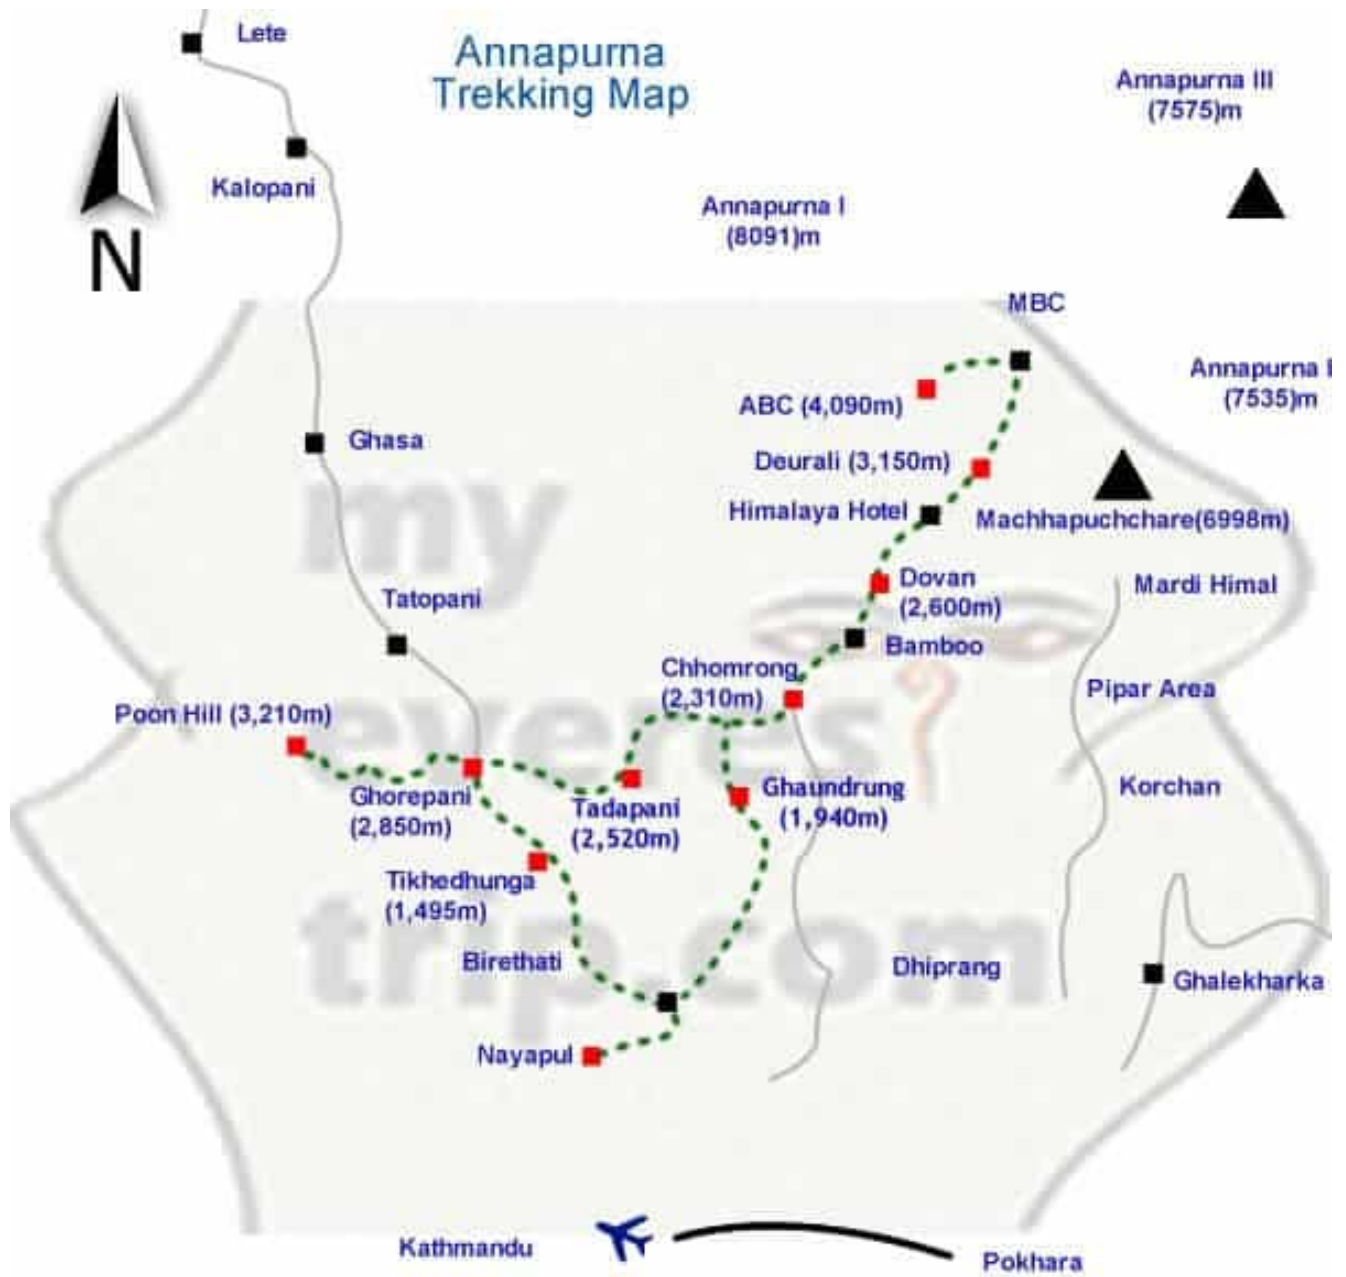 Lete
Annapurna
Trekking Map
Annapurna III
(7575)m
Kalopani
Annapurna I
(8091)m
N
MBC
Annapurna I
(7535)m
ABC (4,090m)
Ghasa
Deurali (3,150m)
my
Himalaya Hotel
Machhapuchchare(6998m)
Dovan
(2,600m)
Mardi Himal
Tatopani
Bamboo
Chhomrong
(2,310m)
Pipar Area
Poon Hill (3,210m)
everes?
Ghorepani
(2,850m)
Tadapani
(2,520m)
Ghaundrung
(1,940m)
Korchan
Tikhedhunga
(1,495m)
trip.com
Birethati
Dhiprang
Ghalekharka
Nayapul
Kathmandu
Pokhara